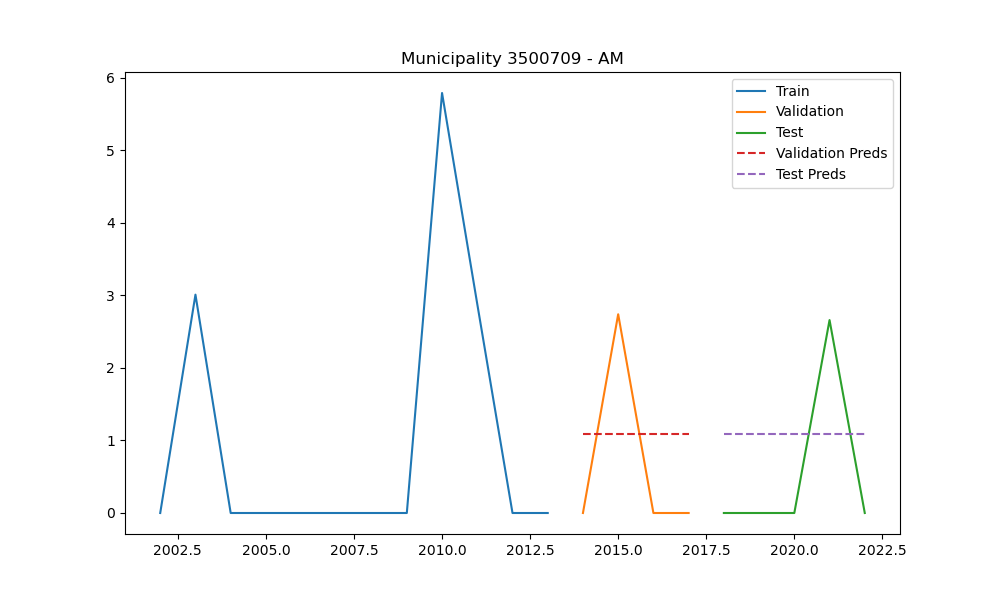 Municipality 3500709 - AM
6
5
4
3
2
1
0
Train
Validation
Test
Validation Preds
Test Preds
2002.5 2005.0 2007.5 2010.0 2012.5 2015.0 2017.5 2020.0 2022.5